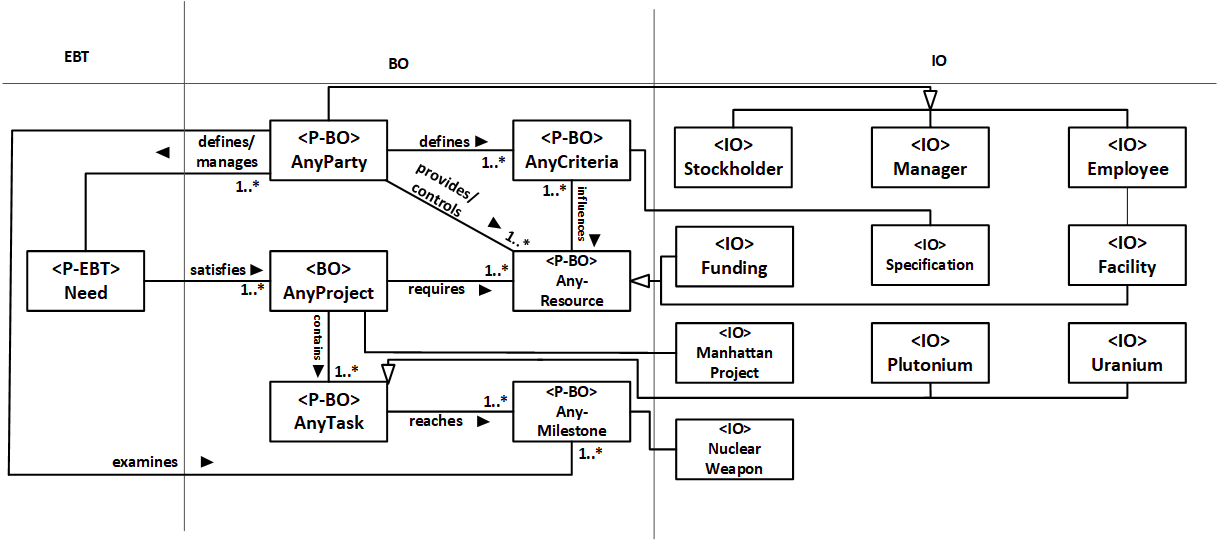 EBT
BO
IO
<P-BO>
AnyParty
defines
1..*
<P-BO>
AnyCriteria
<IO>
Stockholder
<IO>
Manager
<IO>
Employee
defines/
manages
1..*
provides/
controls
1..*
1..*
influences
<P-EBT>
Need
satisfies
1..*
<BO>
AnyProject
requires
1..*
<P-BO>
Any-
Resource
<IO>
Funding
<IO>
Specification
<IO>
Facility
contains
1..*
<IO>
Manhattan
Project
<IO>
Plutonium
<IO>
Uranium
<P-BO>
AnyTask
reaches
1..*
<P-BO>
Any-
Milestone
1..*
<IO>
Nuclear
Weapon
examines